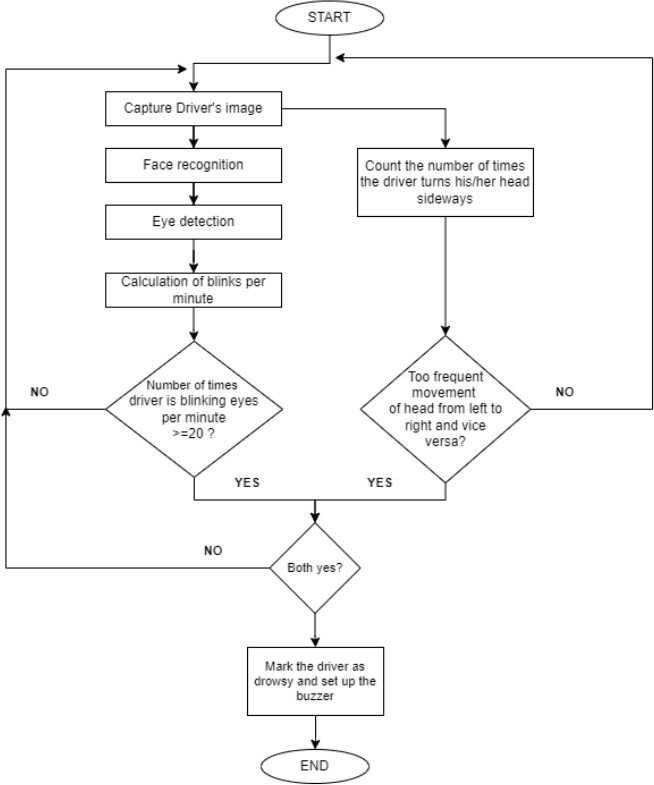 START
Capture Driver's image
Face recognition
Eye detection
Calculation of blinks per
minute
Number of times
driver is blinking eyes
per minute
>=20 ?
NO
YES
Count the number of times
the driver turns his/her head
sideways
Too frequent
movement
of head from left to
right and vice
versa?
NO
YES
Both yes?
NO
Mark the driver as
drowsy and set up the
buzzer
END